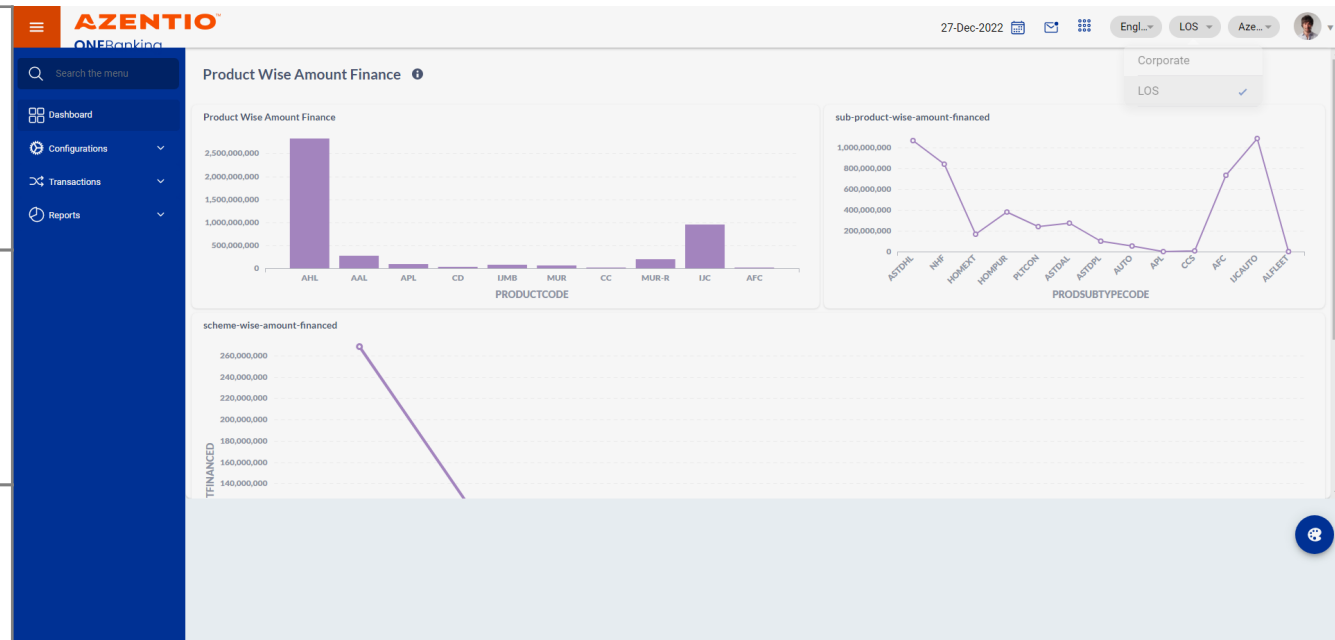 AZENTIO™
ONEBanking
27-Dec-2022
Engl...
LOS
Aze...
Corporate
LOS
Search the menu
Dashboard
Configurations
Transactions
Reports
Product Wise Amount Finance
Product Wise Amount Finance
2,500,000,000
2,000,000,000
1,500,000,000
1,000,000,000
500,000,000
0
AHL AAL APL CD IJMB MUR CC MUR-R IJC AFC
PRODUCTCODE
sub-product-wise-amount-financed
1,000,000,000
800,000,000
600,000,000
400,000,000
200,000,000
0
ASTDHL NHF HOMEXT HOMPUR PLTCON ASTDAL ASTDPL AUTO APL CCS AFC IJCAUTO ALFLEET
PRODSUBTYPECODE
scheme-wise-amount-financed
260,000,000
240,000,000
220,000,000
200,000,000
180,000,000
160,000,000
140,000,000
TFINANCED